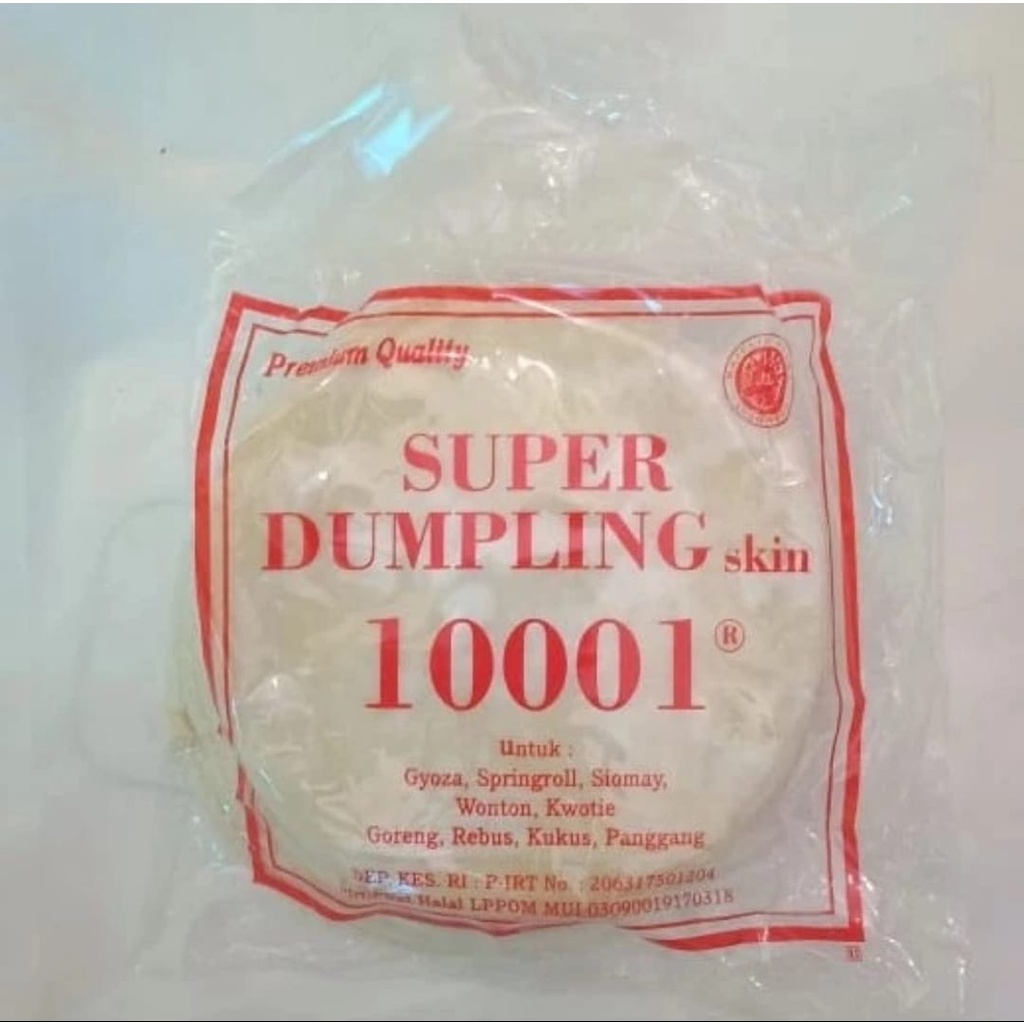 Premium Quality
SUPER
DUMPLING skin
10001®
Untuk :
Gyoza, Springroll, Siomay,
Wonton, Kwotie
Goreng, Rebus, Kukus, Panggang
DEP. KES. RI : P-IRT No. : 206317501204
Halal LPPOM MUI 03090019170318